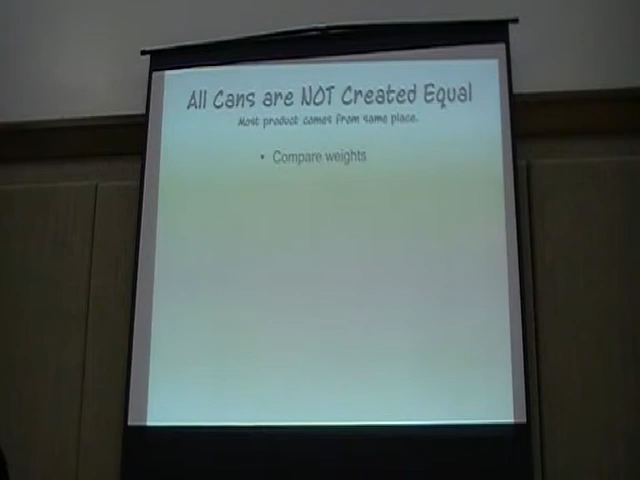 All Cans are NOT Created Equal
Most product comes from same place.
• Compare weights